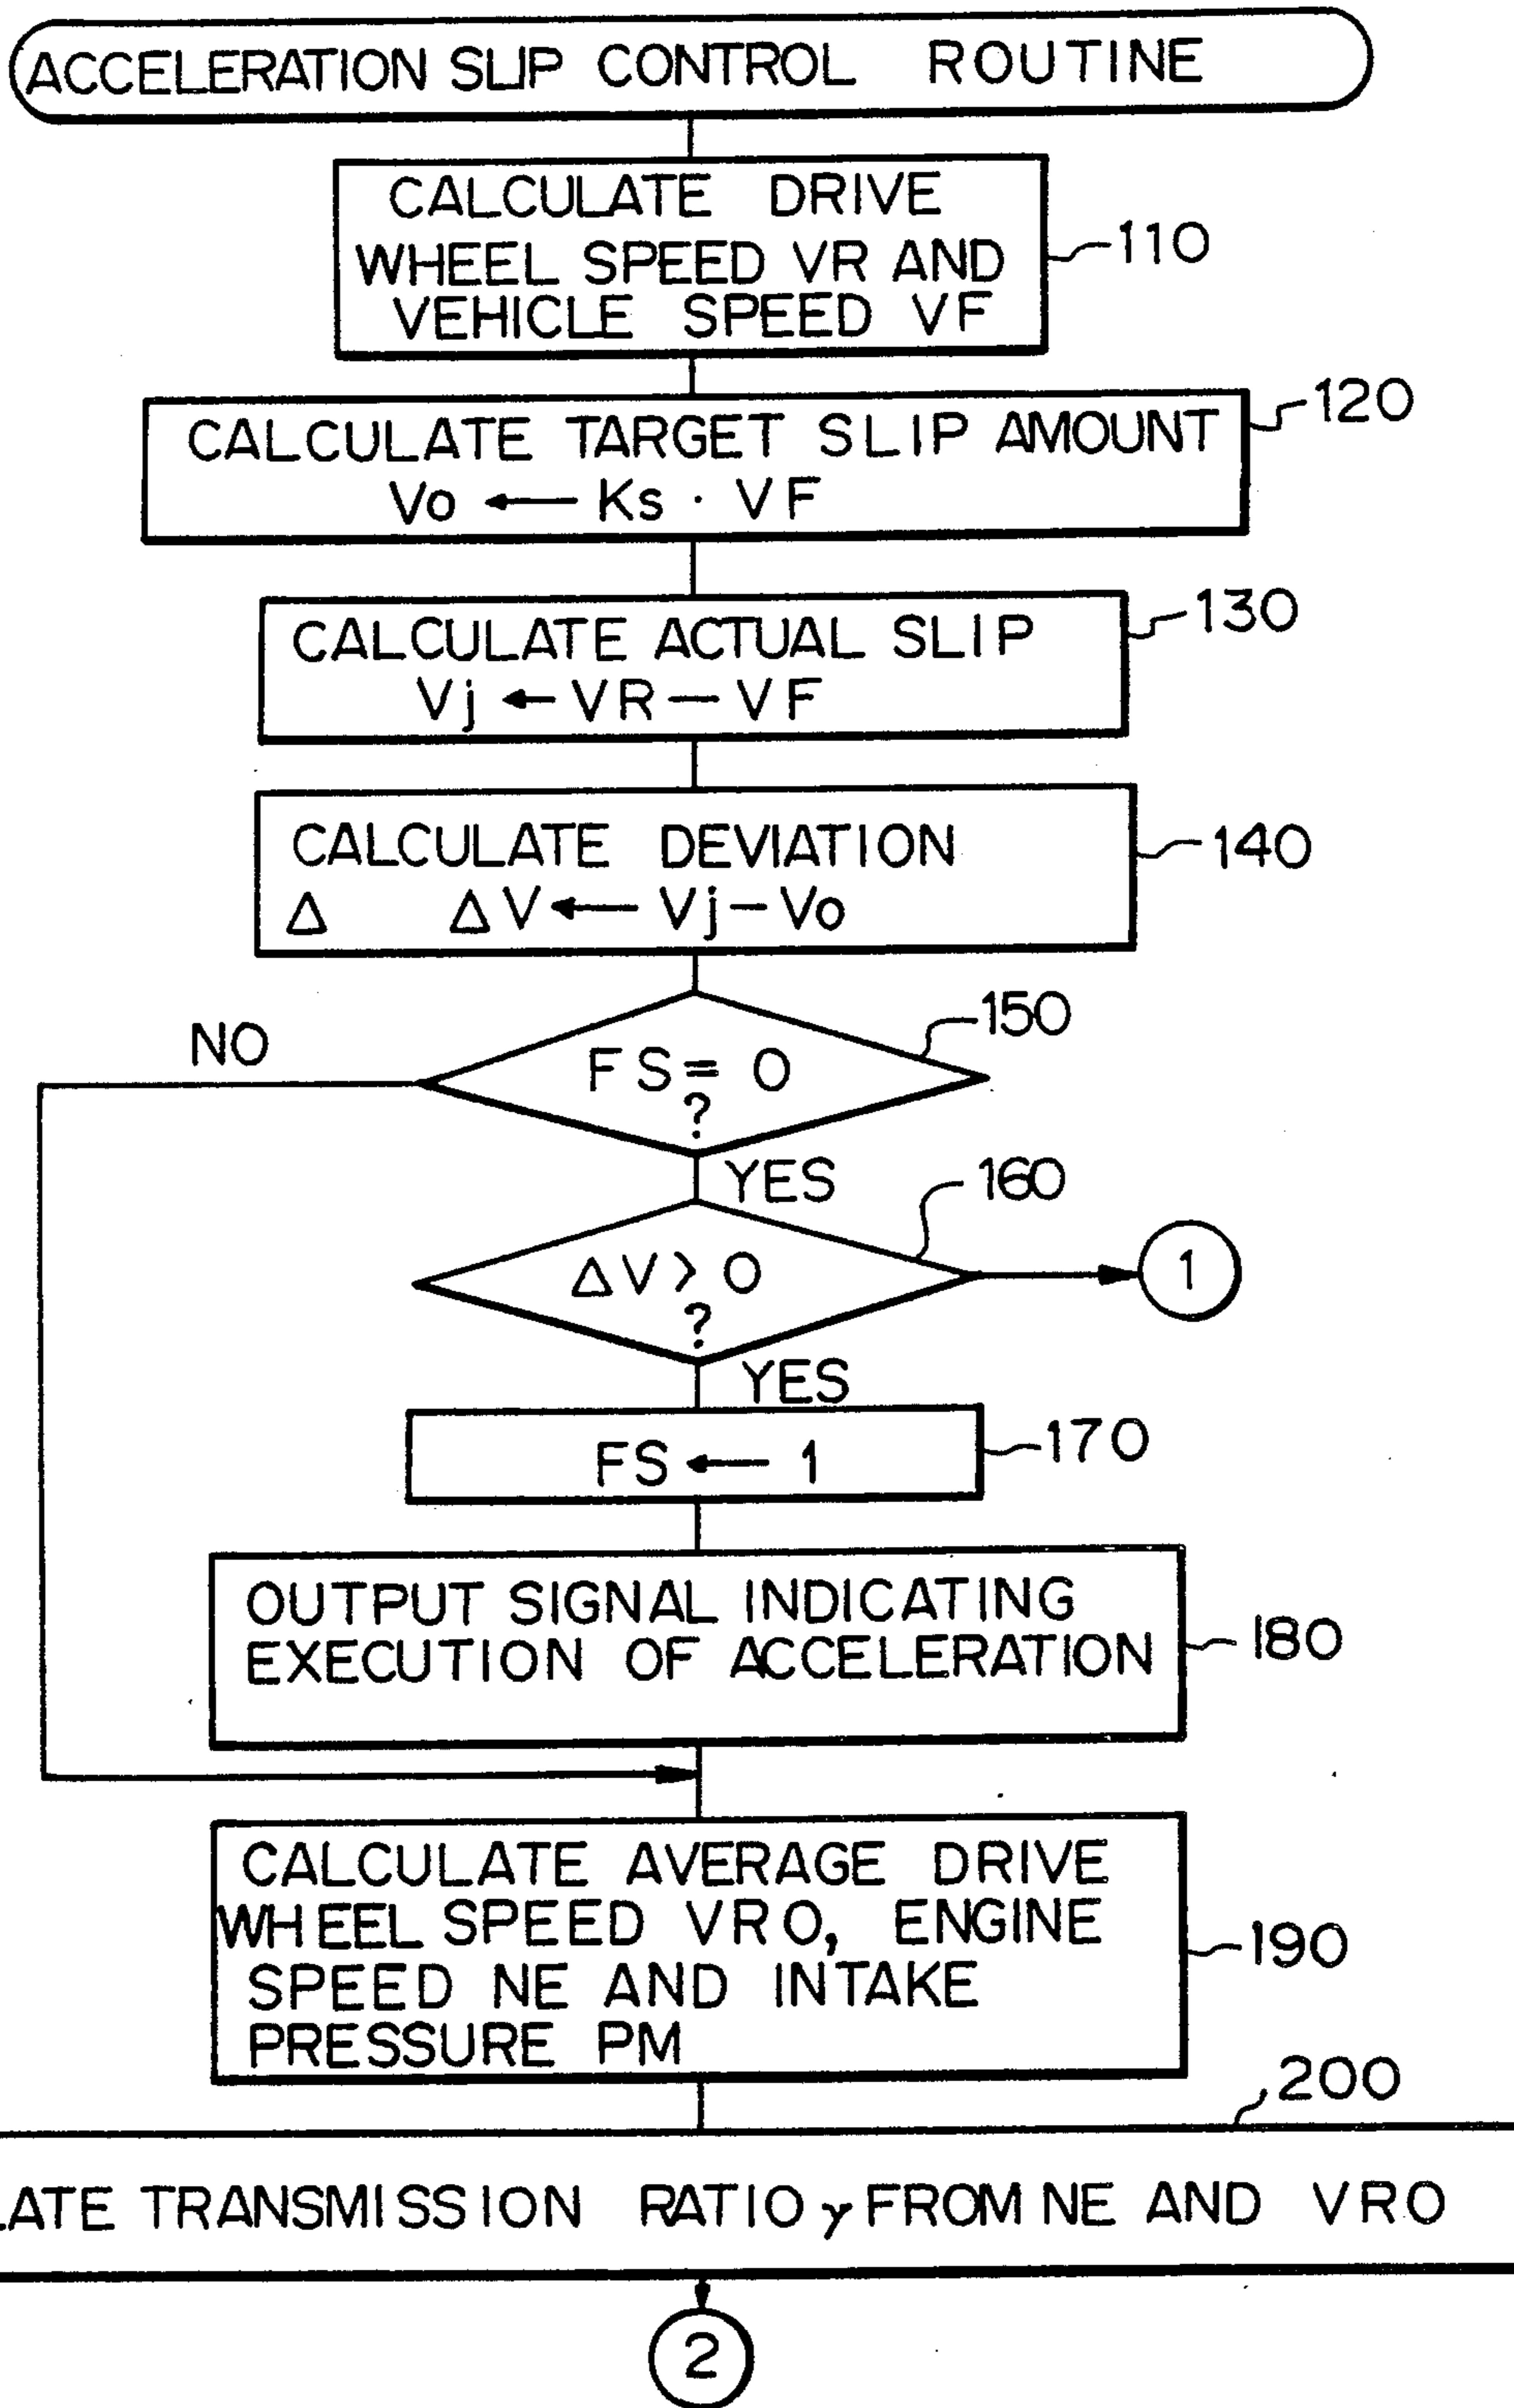 ACCELERATION SLIP CONTROL ROUTINE
CALCULATE DRIVE
WHEEL SPEED VR AND
VEHICLE SPEED VF
110
120
CALCULATE TARGET SLIP AMOUNT
Vo ← Ks · VF
130
CALCULATE ACTUAL SLIP
Vj ← VR — VF
CALCULATE DEVIATION
140
Δ ΔV ← Vj — Vo
150
NO
FS = 0
?
YES
160
ΔV > 0
?
1
YES
170
FS ← 1
OUTPUT SIGNAL INDICATING
EXECUTION OF ACCELERATION
180
CALCULATE AVERAGE DRIVE
WHEEL SPEED VRO, ENGINE
SPEED NE AND INTAKE
PRESSURE PM
190
200
LATE TRANSMISSION RATIO γ FROM NE AND VRO
2